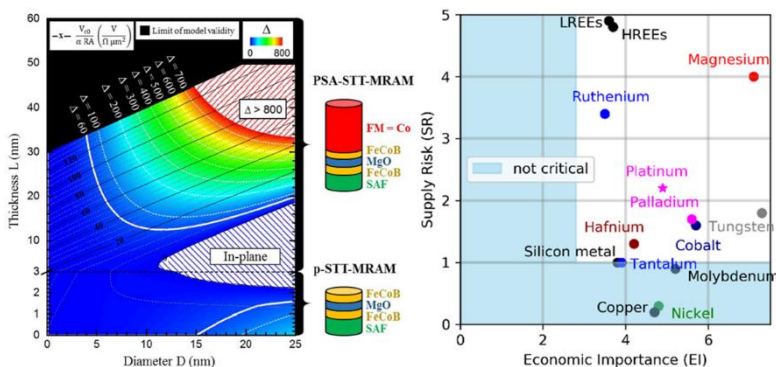 –x– V_c0 / α RA ( V / Ω μm² )
Limit of model validity
Δ
0 800
Δ = 60
Δ = 100
Δ = 200
Δ = 300
Δ = 400
Δ = 500
Δ = 600
Δ = 700
Δ > 800
In-plane
60
50
40
30
20
10
3
2
1
0
Thickness L (nm)
0 5 10 15 20 25
Diameter D (nm)
PSA-STT-MRAM
FM = Co
FeCoB
MgO
FeCoB
SAF
p-STT-MRAM
FeCoB
MgO
FeCoB
SAF
5
4
3
2
1
0
Supply Risk (SR)
LREEs
HREEs
Magnesium
Ruthenium
not critical
Platinum
Palladium
Tungsten
Hafnium
Cobalt
Silicon metal
Tantalum
Molybdenum
Copper
Nickel
0 2 4 6
Economic Importance (EI)